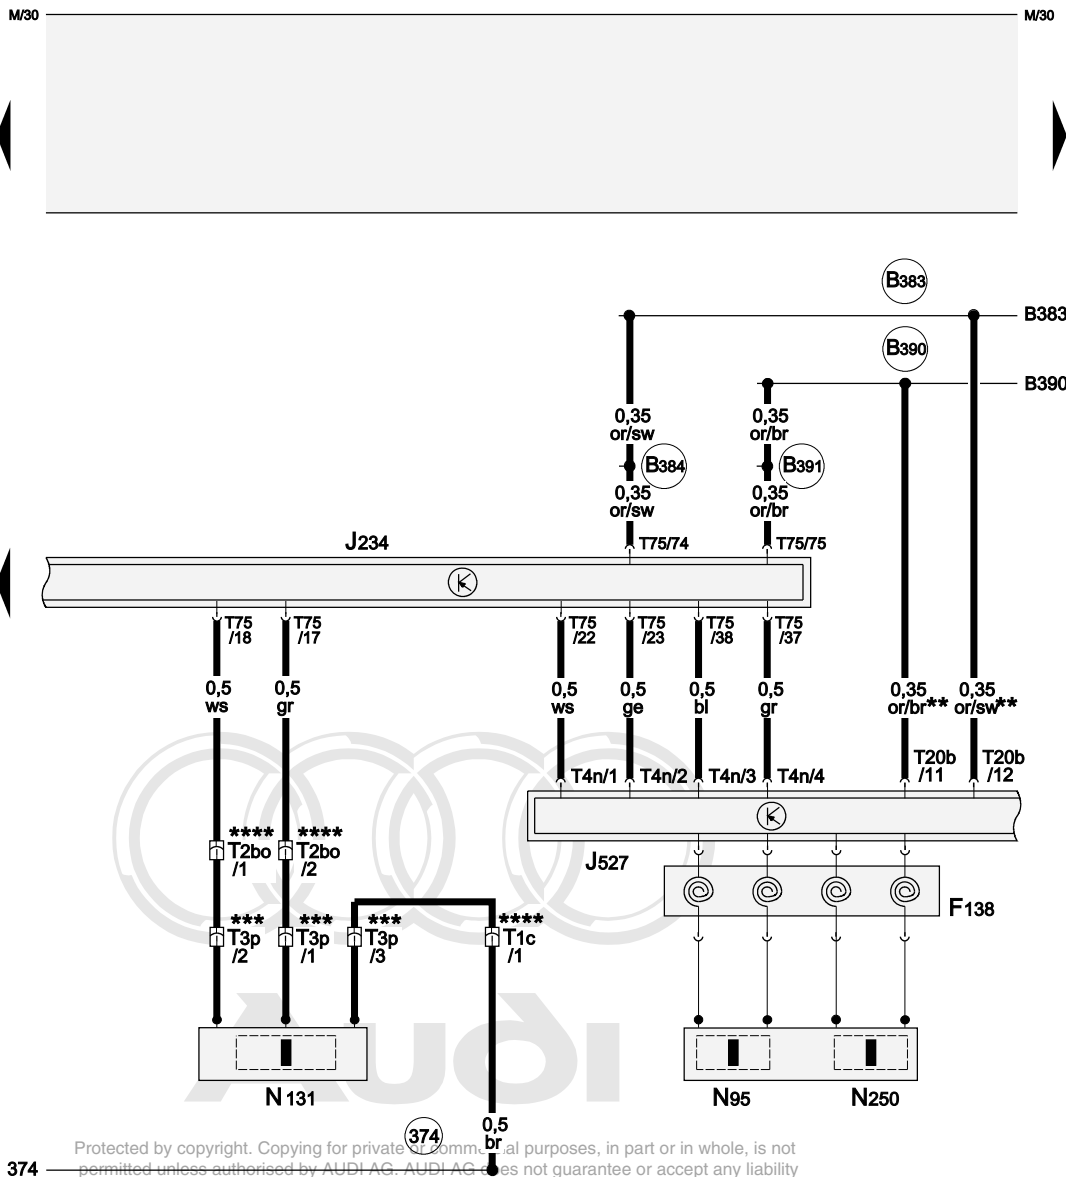 M/30 M/30
B383
B383
B390
B390
0,35 0,35
or/sw or/br
B384 B391
0,35 0,35
or/sw or/br
J234 T75/74 T75/75
T75 T75 T75 T75 T75 T75
/18 /17 /22 /23 /38 /37
0,5 0,5 0,5 0,5 0,5 0,5 0,35 0,35
ws gr ws ge bl gr or/br** or/sw**
T20b T20b
T4n/1 T4n/2 T4n/3 T4n/4 /11 /12
**** ****
T2bo T2bo
/1 /2
J527
F138
*** *** *** ****
T3p T3p T3p T1c
/2 /1 /3 /1
Audi
N131 N95 N250
0,5
374 br
Protected by copyright. Copying for private or commercial purposes, in part or in whole, is not
374 permitted unless authorised by AUDI AG. AUDI AG does not guarantee or accept any liability